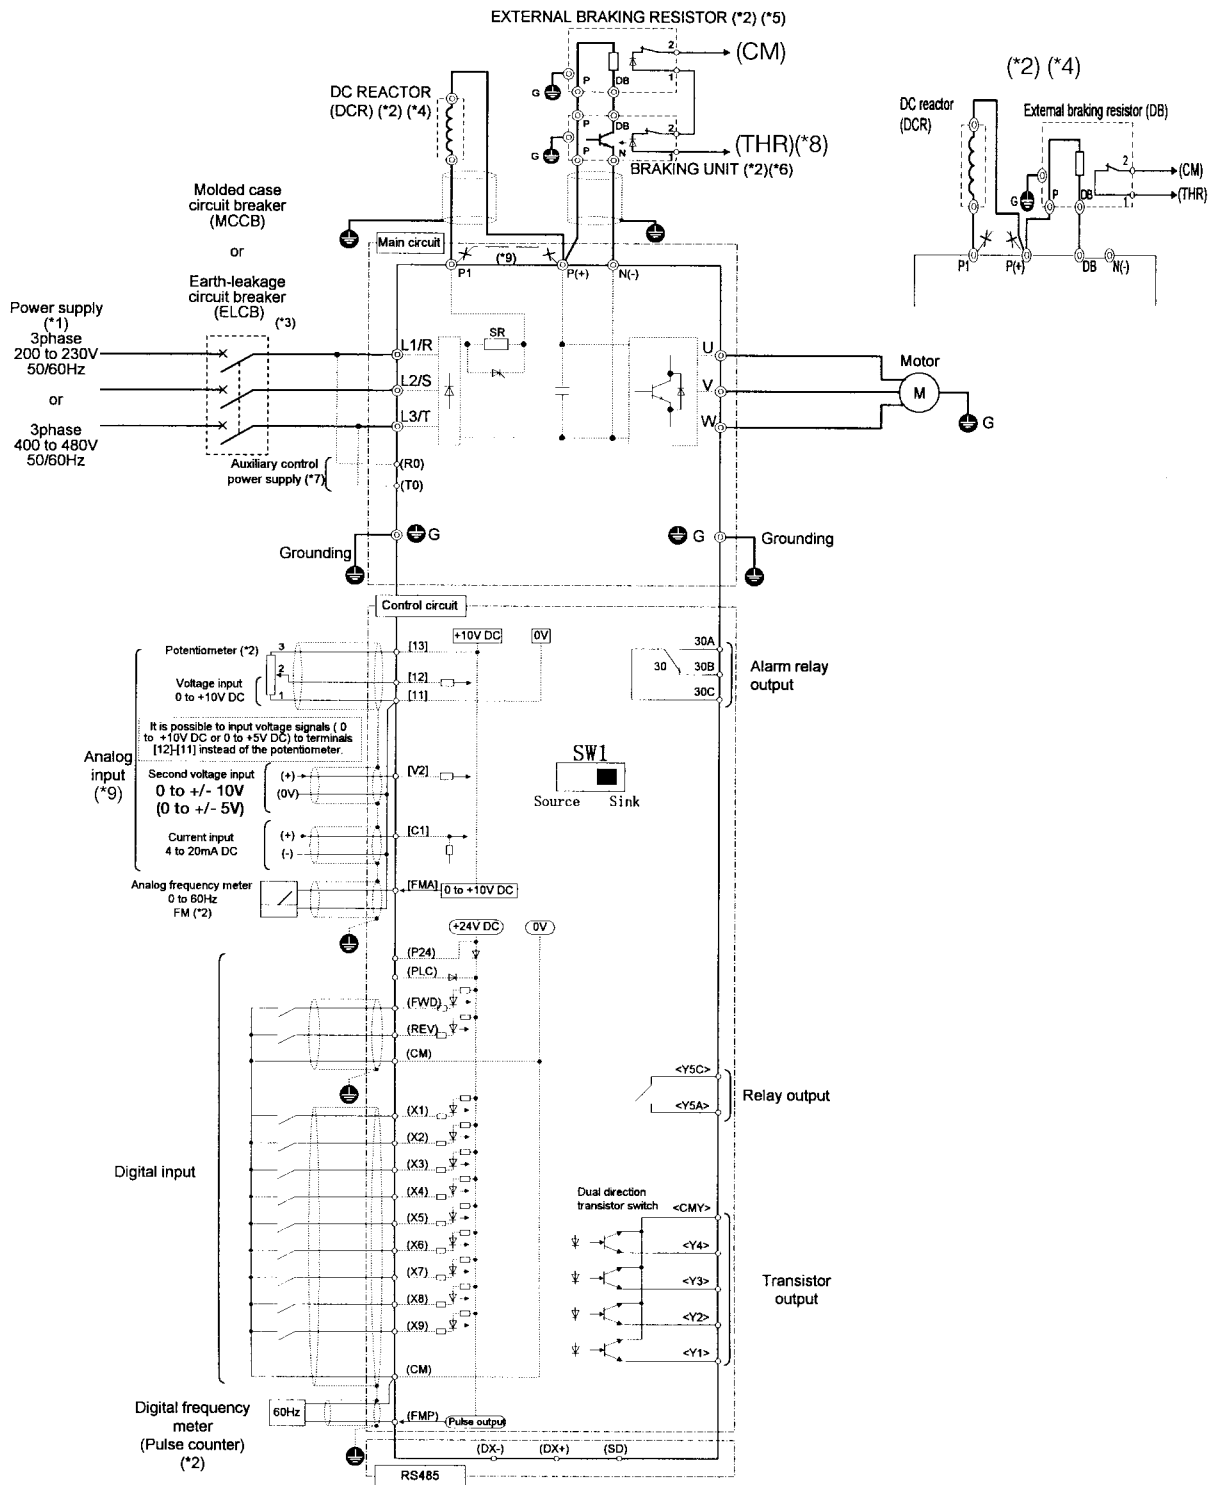 EXTERNAL BRAKING RESISTOR (*2) (*5)
2
(CM)
1
P
DB
G
DC REACTOR
(DCR) (*2) (*4)
P
DB
2
(THR)(*8)
P
N
1
G
BRAKING UNIT (*2)(*6)
(*2) (*4)
DC reactor
(DCR)
External braking resistor (DB)
2
(CM)
1
(THR)
G
P
DB
P1
P(+)
DB
N(-)
Molded case
circuit breaker
(MCCB)
or
Earth-leakage
circuit breaker
(ELCB)
(*3)
Main circuit
P1
(*9)
P(+)
N(-)
Power supply
(*1)
3phase
200 to 230V
50/60Hz
or
3phase
400 to 480V
50/60Hz
L1/R
L2/S
L3/T
SR
U
V
W
Motor
M
G
Auxiliary control
power supply (*7)
(R0)
(T0)
G
Grounding
G
Grounding
Control circuit
+10V DC
0V
Potentiometer (*2)
3
2
1
[13]
[12]
[11]
Voltage input
0 to +10V DC
It is possible to input voltage signals ( 0
to +10V DC or 0 to +5V DC) to terminals
[12]-[11] instead of the potentiometer.
Analog
input
(*9)
Second voltage input
0 to +/- 10V
(0 to +/- 5V)
(+)
(0V)
[V2]
Current input
4 to 20mA DC
(+)
(-)
[C1]
Analog frequency meter
0 to 60Hz
FM (*2)
[FMA]
0 to +10V DC
30A
30
30B
30C
Alarm relay
output
SW1
Source
Sink
+24V DC
0V
(P24)
(PLC)
(FWD)
(REV)
(CM)
(X1)
(X2)
(X3)
(X4)
(X5)
(X6)
(X7)
(X8)
(X9)
(CM)
Digital input
<Y5C>
<Y5A>
Relay output
Dual direction
transistor switch
<CMY>
<Y4>
<Y3>
<Y2>
<Y1>
Transistor
output
Digital frequency
meter
(Pulse counter)
(*2)
60Hz
(FMP)
Pulse output
(DX-)
(DX+)
(SD)
RS485